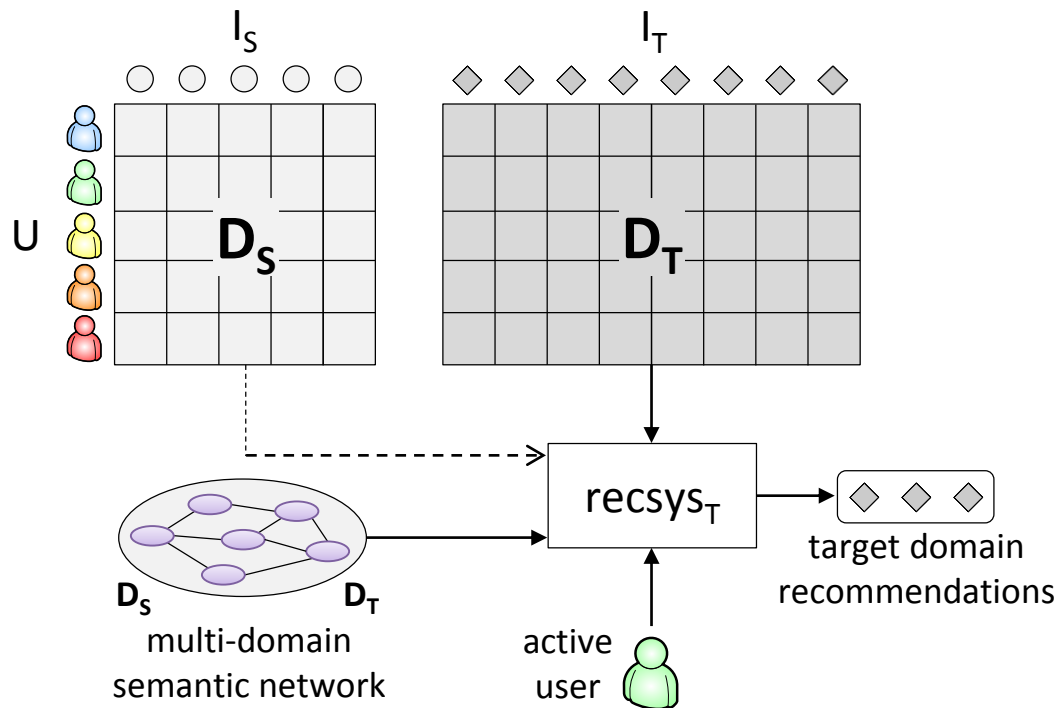 I_S
I_T
U
D_S
D_T
recsys_T
D_S
D_T
multi-domain
semantic network
active
user
target domain
recommendations